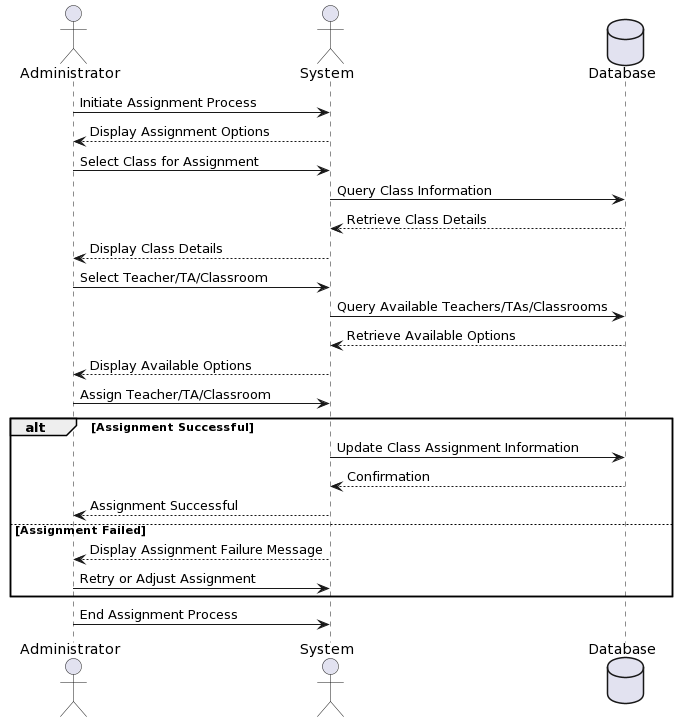 Administrator
System
Database
Initiate Assignment Process
Display Assignment Options
Select Class for Assignment
Query Class Information
Retrieve Class Details
Display Class Details
Select Teacher/TA/Classroom
Query Available Teachers/TAs/Classrooms
Retrieve Available Options
Display Available Options
Assign Teacher/TA/Classroom
alt [Assignment Successful]
Update Class Assignment Information
Confirmation
Assignment Successful
[Assignment Failed]
Display Assignment Failure Message
Retry or Adjust Assignment
End Assignment Process
Administrator
System
Database